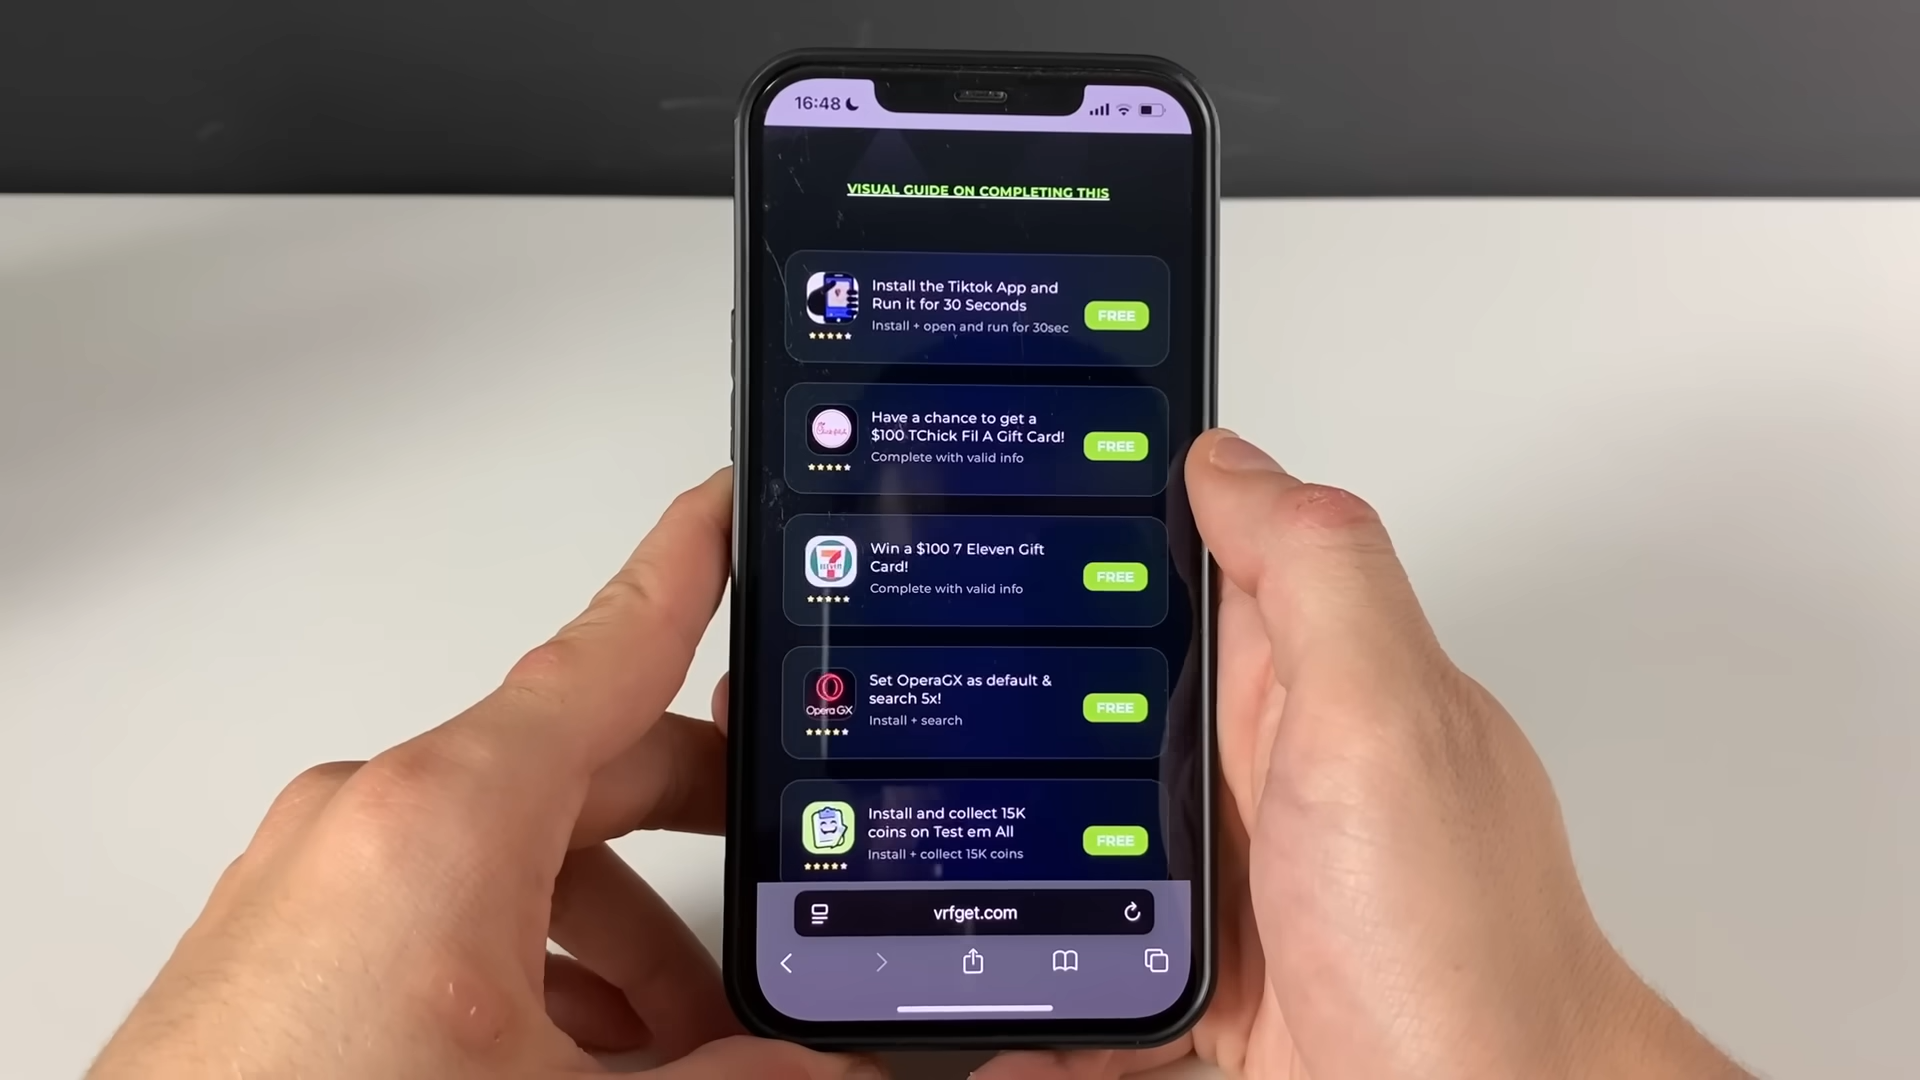 16:48
VISUAL GUIDE ON COMPLETING THIS
Install the Tiktok App and
Run it for 30 Seconds
Install + open and run for 30sec
FREE
Have a chance to get a
$100 TChick Fil A Gift Card!
Complete with valid info
FREE
7
ELEVEN
Win a $100 7 Eleven Gift
Card!
Complete with valid info
FREE
Opera GX
Set OperaGX as default &
search 5x!
Install + search
FREE
Install and collect 15K
coins on Test em All
Install + collect 15K coins
FREE
vrfget.com